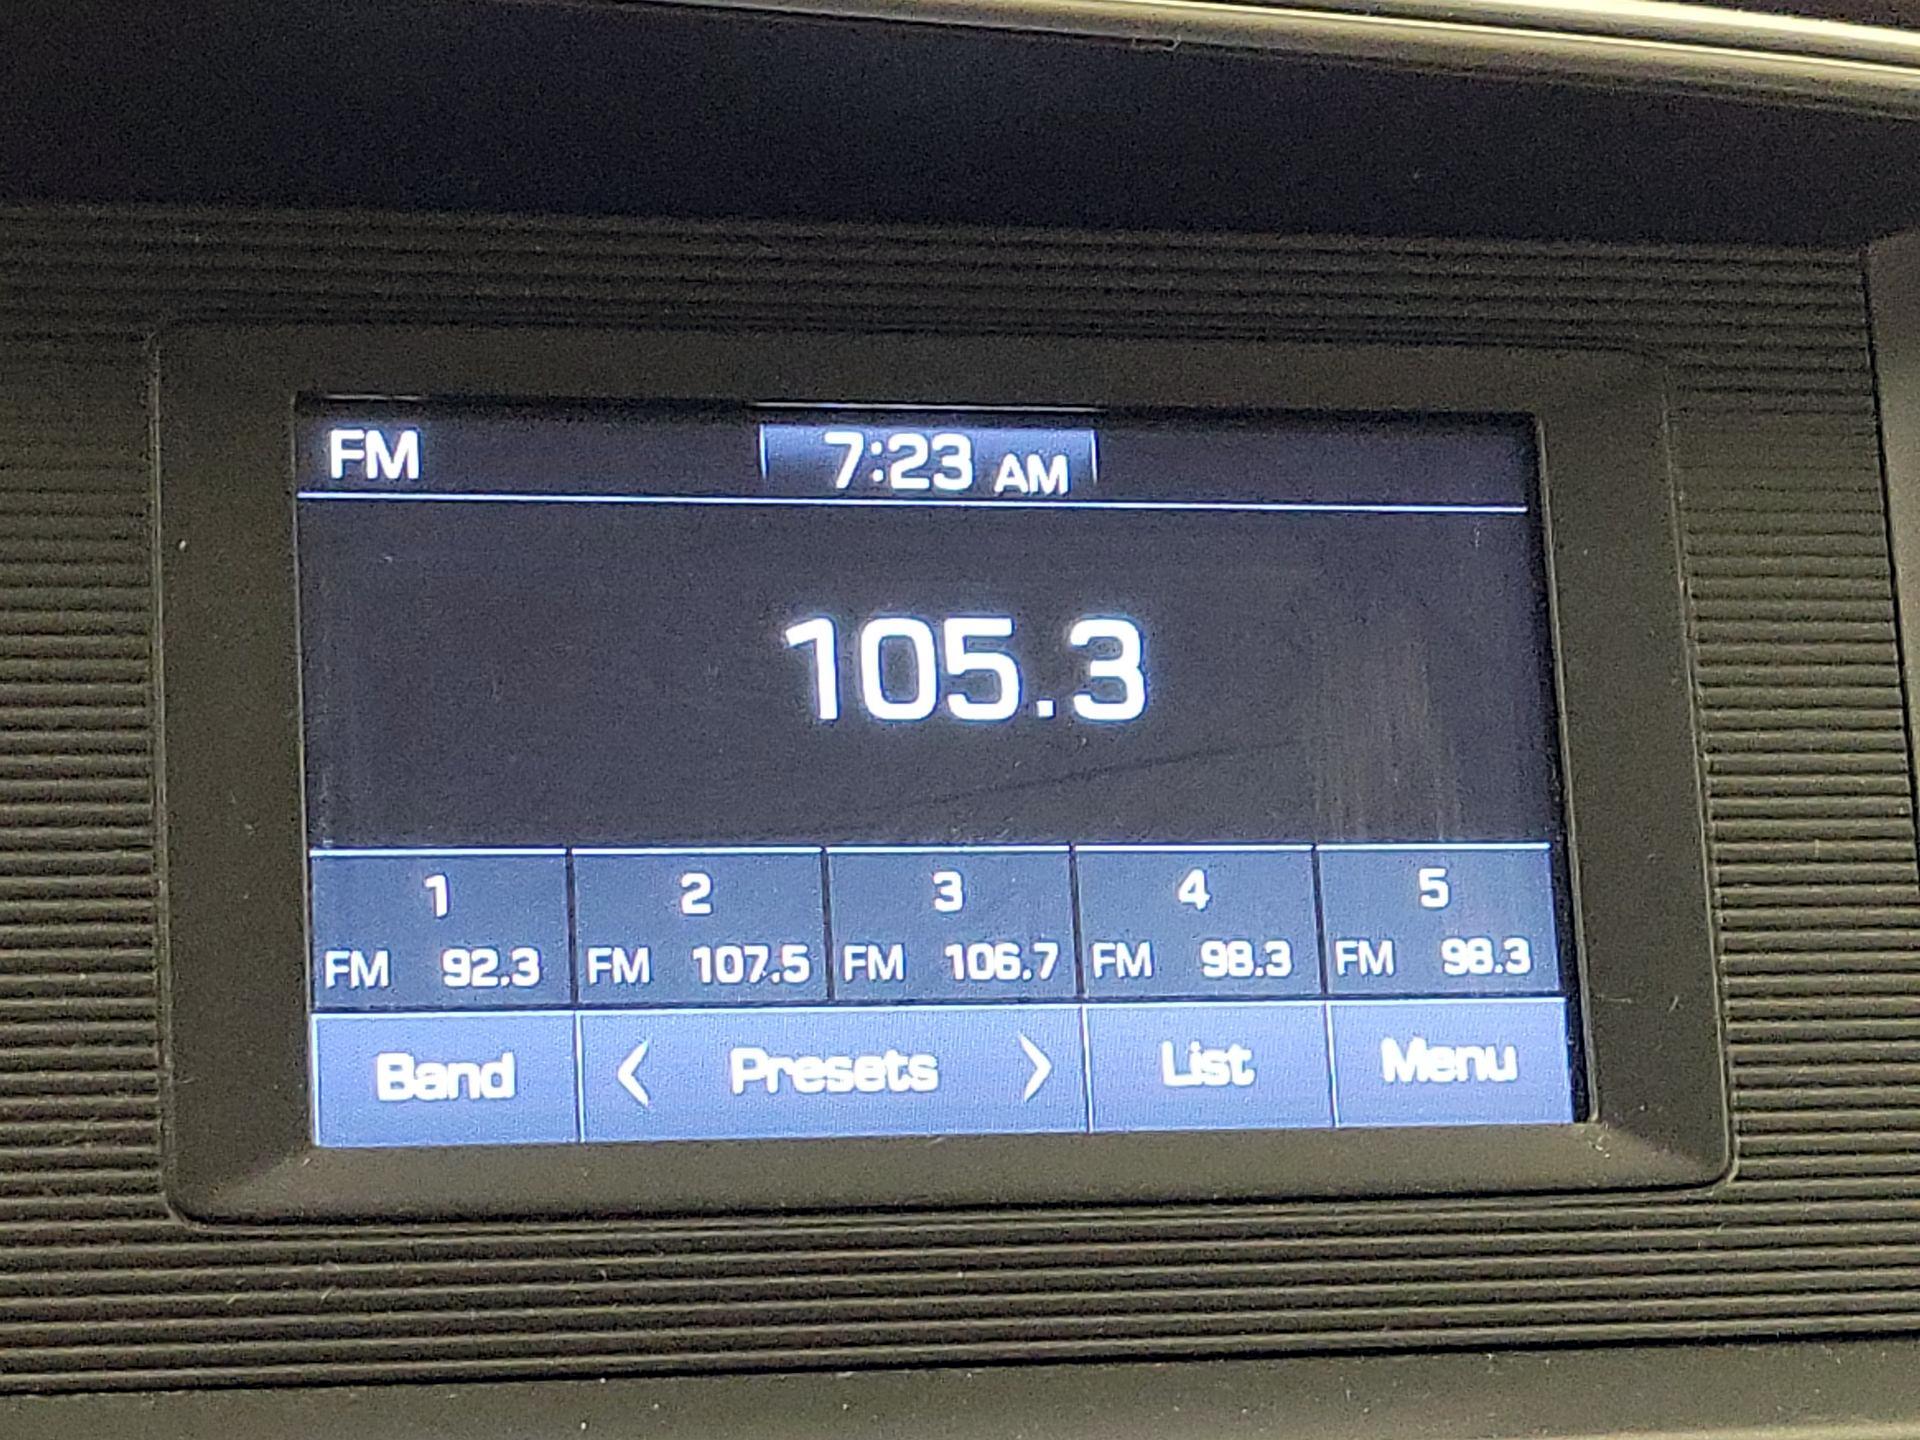 FM 7:23 AM
105.3
1 2 3 4 5
FM 92.3 FM 107.5 FM 106.7 FM 98.3 FM 98.3
Band < Presets > List Menu